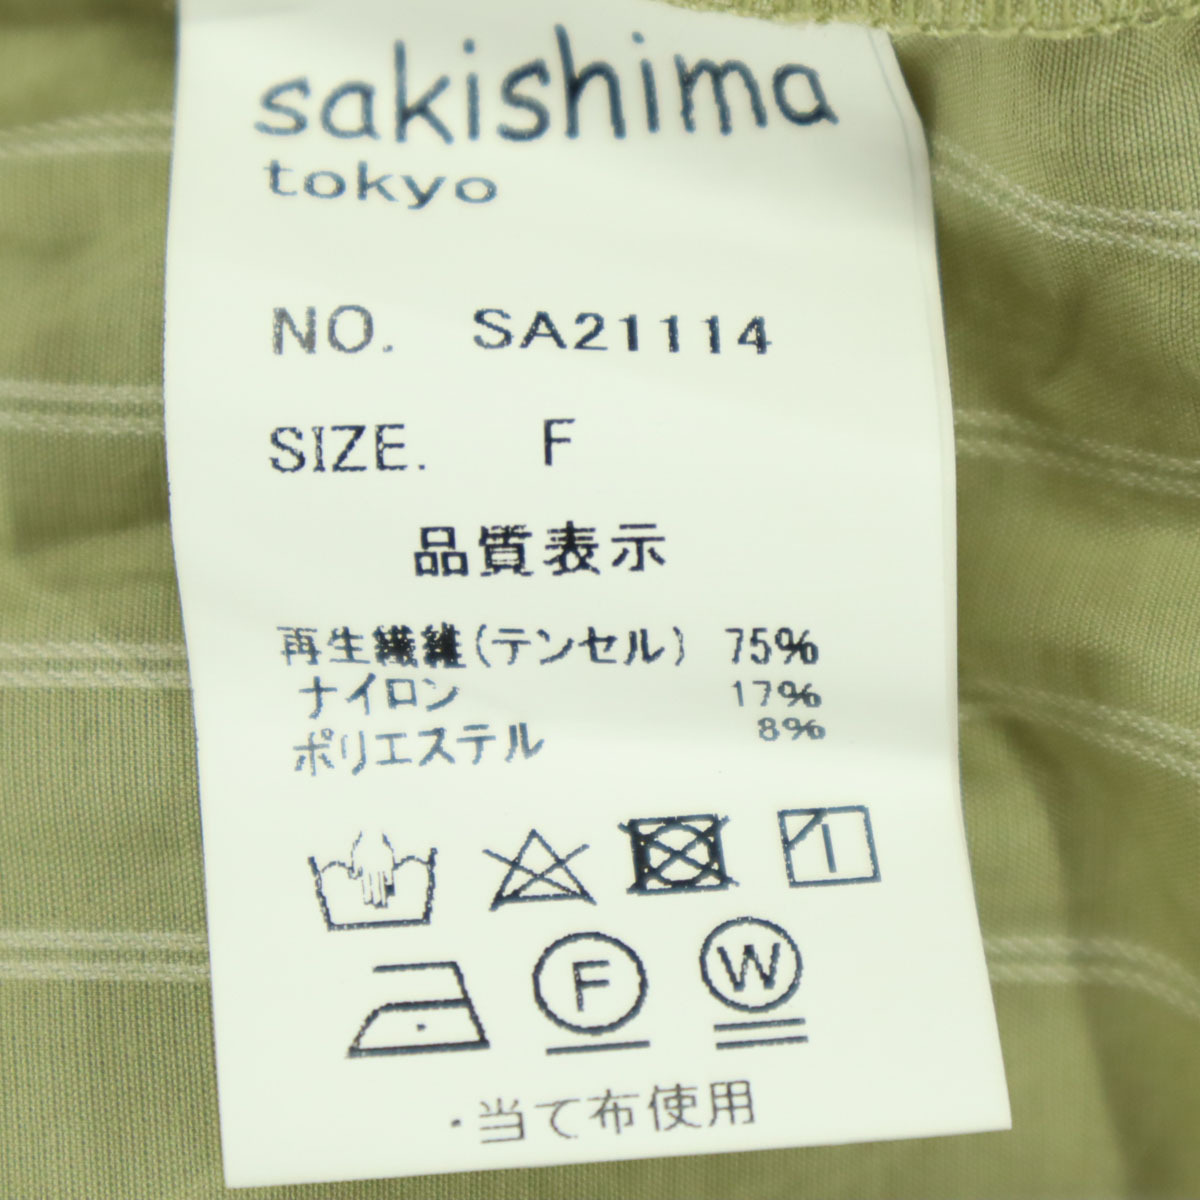 sakishima
tokyo
NO. SA21114
SIZE. F
品質表示
再生繊維(テンセル) 75%
ナイロン 17%
ポリエステル 8%
F W
・当て布使用